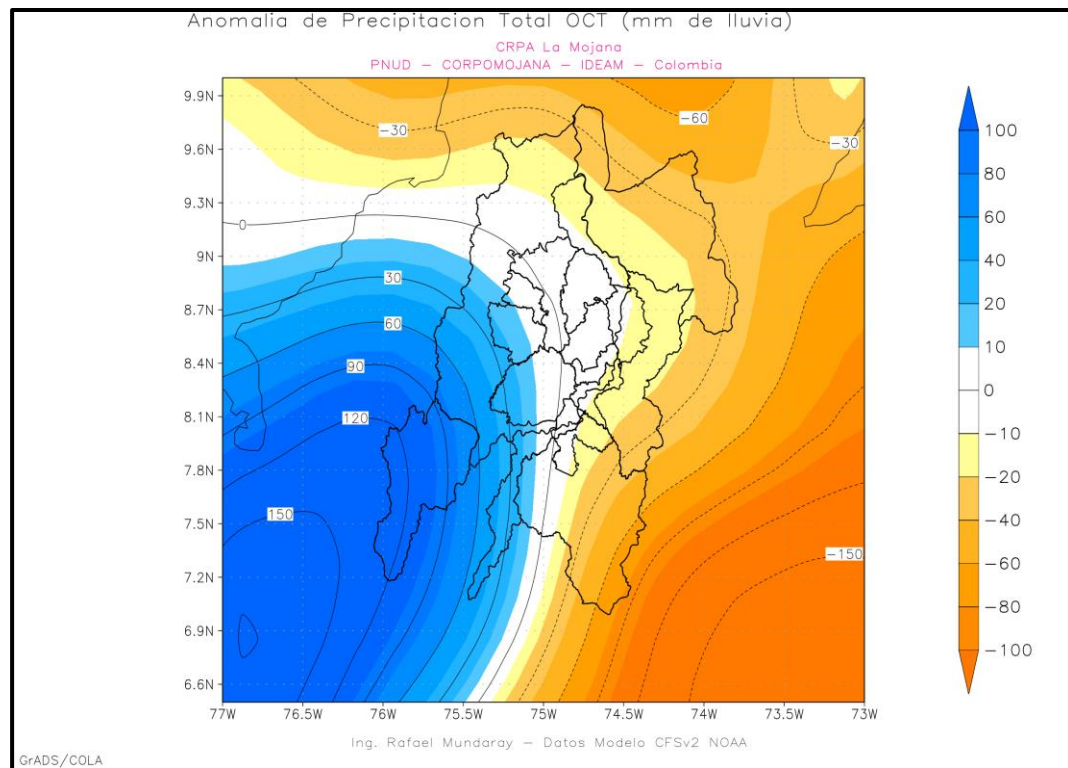 Anomalia de Precipitacion Total OCT (mm de lluvia)
CRPA La Mojana
PNUD – CORPOMOJANA – IDEAM – Colombia
9.9N
9.6N
9.3N
9N
8.7N
8.4N
8.1N
7.8N
7.5N
7.2N
6.9N
6.6N
77W
76.5W
76W
75.5W
75W
74.5W
74W
73.5W
73W
-30
-60
-30
0
30
60
90
120
150
-150
100
80
60
40
20
10
0
-10
-20
-40
-60
-80
-100
Ing. Rafael Mundaray – Datos Modelo CFSv2 NOAA
GrADS/COLA